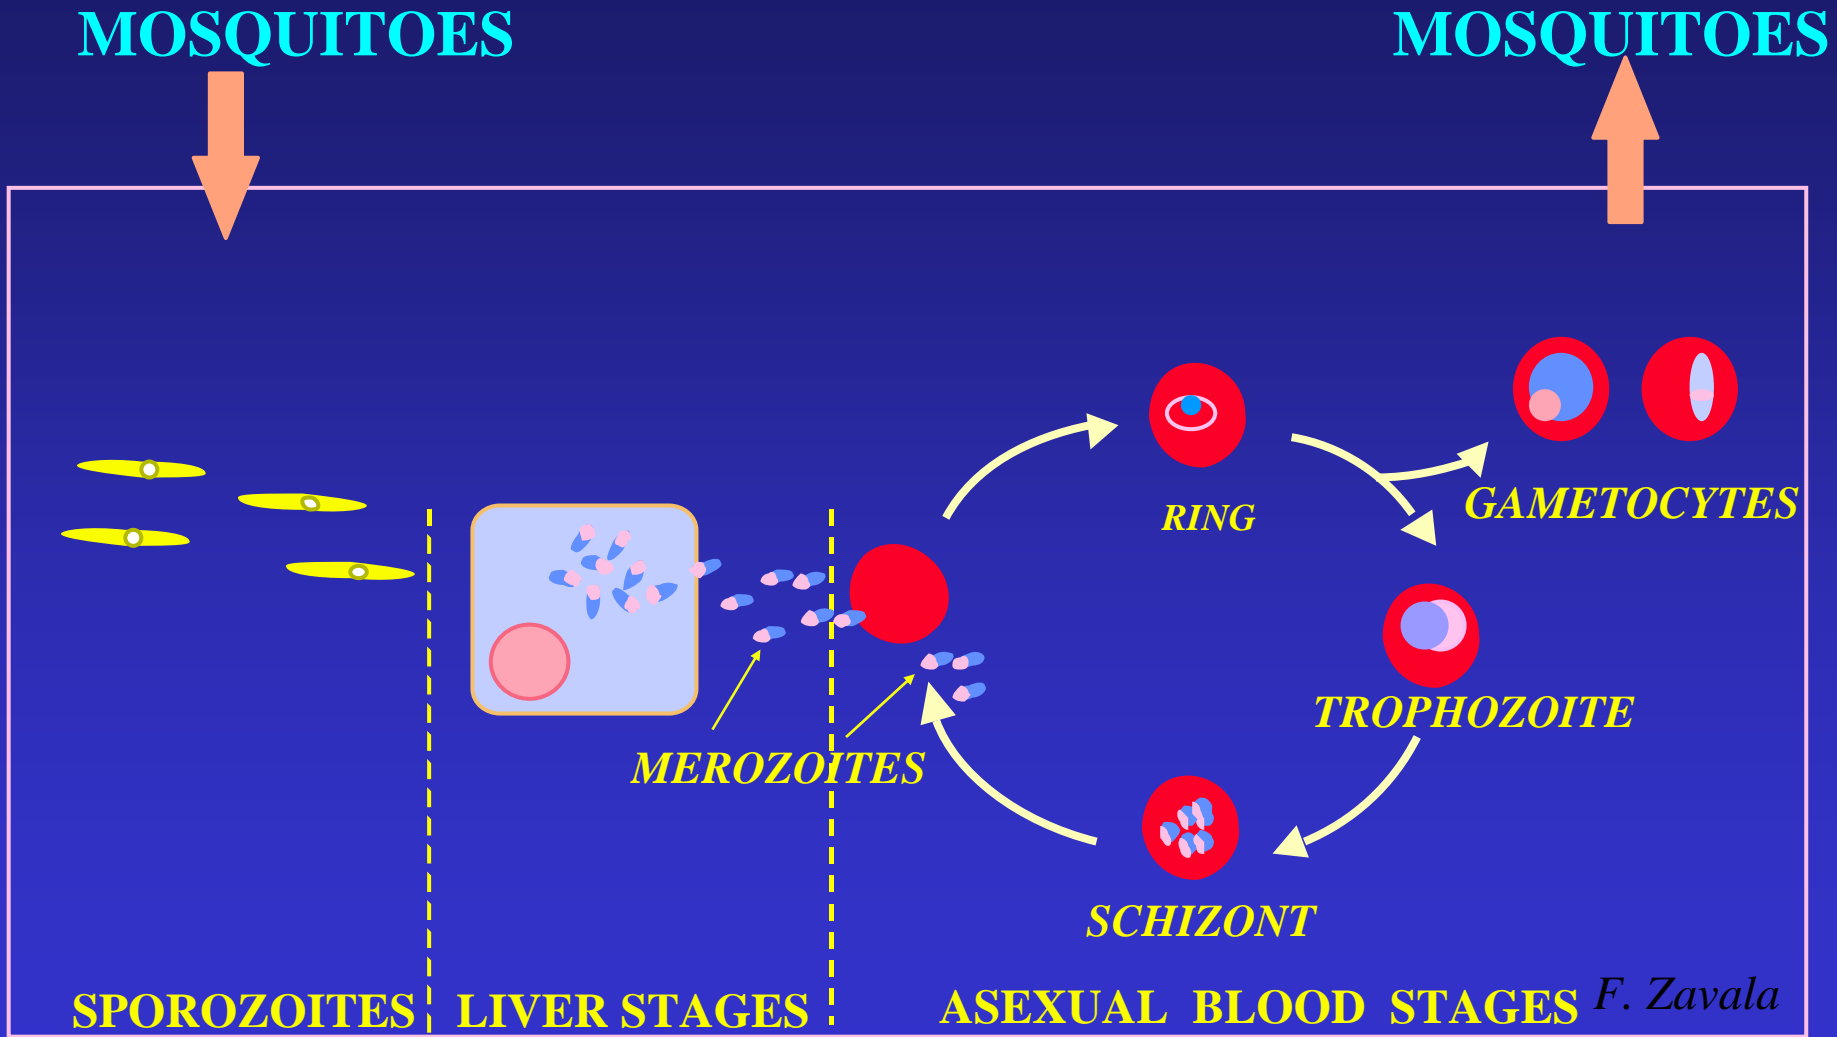 MOSQUITOES
MOSQUITOES
RING
GAMETOCYTES
TROPHOZOITE
MEROZOITES
SCHIZONT
SPOROZOITES
LIVER STAGES
ASEXUAL BLOOD STAGES
F. Zavala